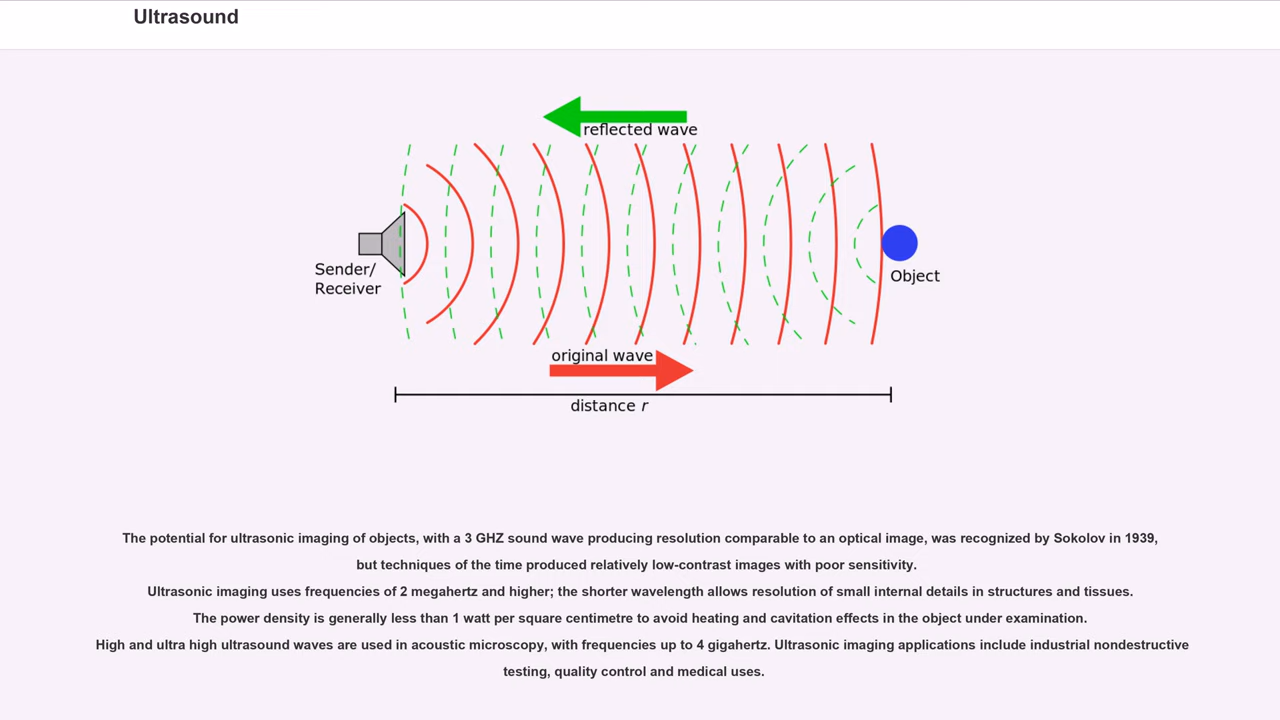 Ultrasound
reflected wave
Sender/
Receiver
Object
original wave
distance r
The potential for ultrasonic imaging of objects, with a 3 GHZ sound wave producing resolution comparable to an optical image, was recognized by Sokolov in 1939,
but techniques of the time produced relatively low-contrast images with poor sensitivity.
Ultrasonic imaging uses frequencies of 2 megahertz and higher; the shorter wavelength allows resolution of small internal details in structures and tissues.
The power density is generally less than 1 watt per square centimetre to avoid heating and cavitation effects in the object under examination.
High and ultra high ultrasound waves are used in acoustic microscopy, with frequencies up to 4 gigahertz. Ultrasonic imaging applications include industrial nondestructive
testing, quality control and medical uses.